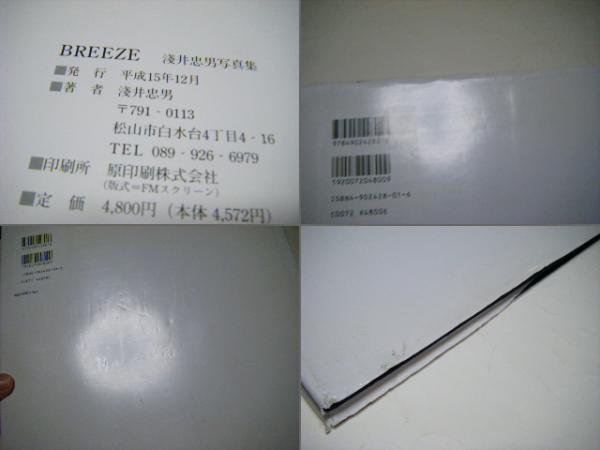 BREEZE 淺井忠男写真集
■発 行 平成15年12月
■著 者 淺井忠男
〒791-0113
松山市白水台4丁目4-16
TEL 089-926-6979
■印刷所 原印刷株式会社
(版式=FMスクリーン)
■定 価 4,800円(本体4,572円)
1920072048009
ISBN4-902428-01-6
C0072 ¥4800E